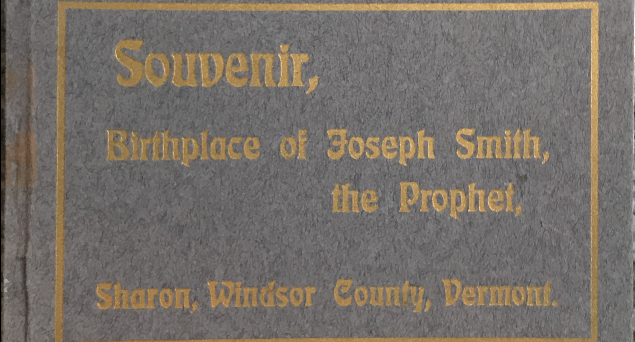 Souvenir,
Birthplace of Joseph Smith,
the Prophet,
Sharon, Windsor County, Vermont.